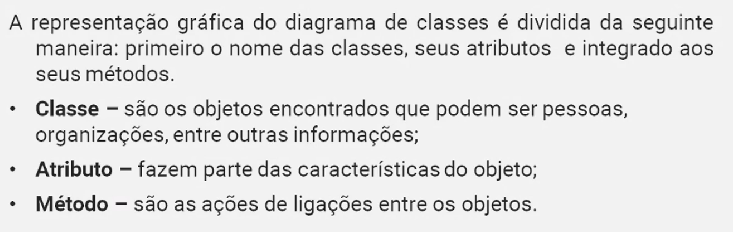 A representação gráfica do diagrama de classes é dividida da seguinte
maneira: primeiro o nome das classes, seus atributos e integrado aos
seus métodos.
• Classe – são os objetos encontrados que podem ser pessoas,
organizações, entre outras informações;
• Atributo – fazem parte das características do objeto;
• Método – são as ações de ligações entre os objetos.